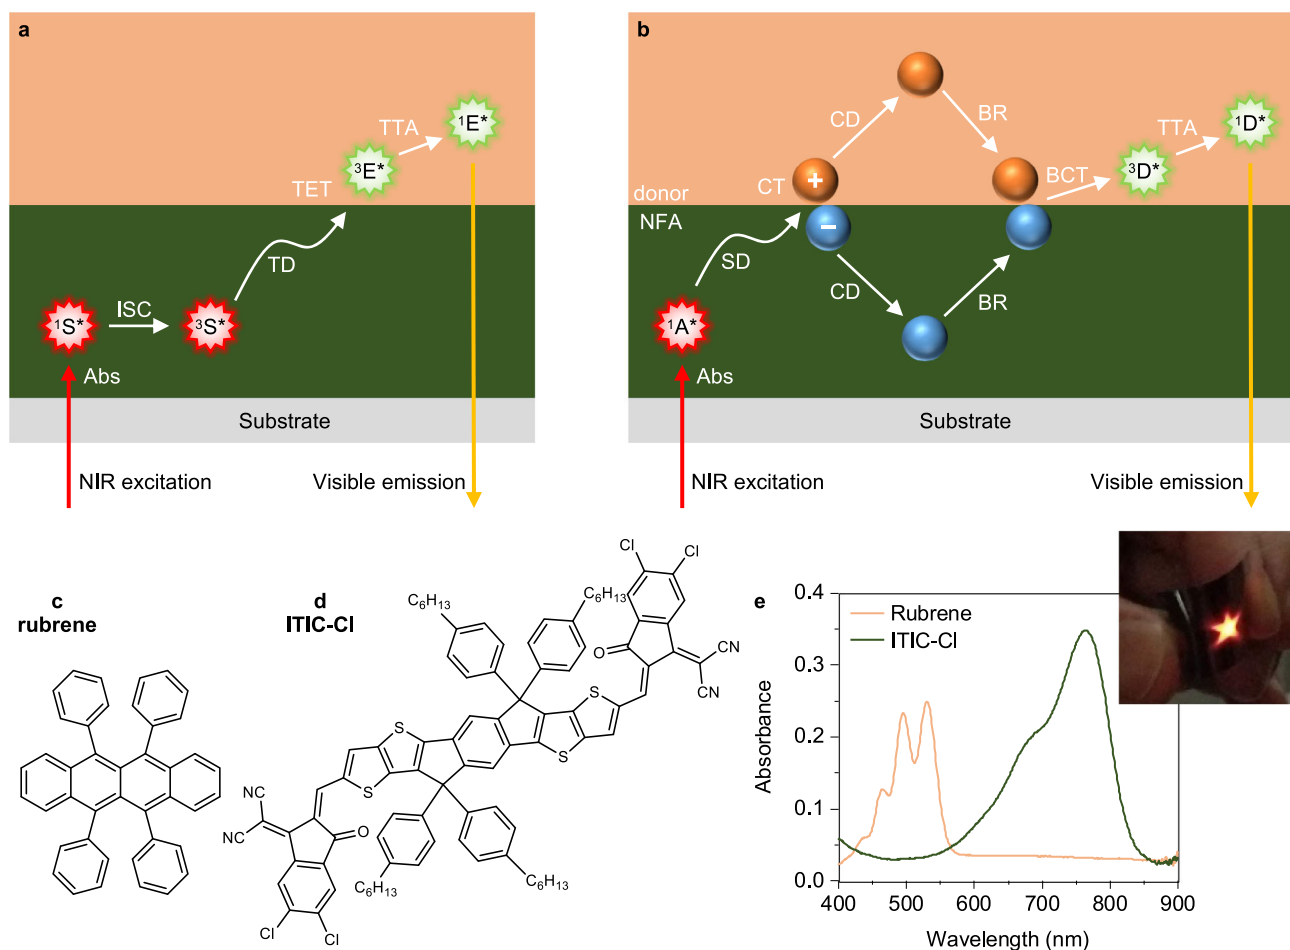 a
¹E*
TTA
³E*
TET
TD
¹S*
ISC
³S*
Abs
Substrate
NIR excitation
Visible emission
b
CD
BR
TTA
¹D*
CT
+
BCT
³D*
donor
NFA
−
SD
CD
BR
¹A*
Abs
Substrate
NIR excitation
Visible emission
c
rubrene
d
ITIC-Cl
Cl
Cl
C₆H₁₃
C₆H₁₃
O
CN
CN
S
S
S
S
NC
NC
O
C₆H₁₃
C₆H₁₃
Cl
Cl
e
Rubrene
ITIC-Cl
Absorbance
0.4
0.3
0.2
0.1
0.0
400 500 600 700 800 900
Wavelength (nm)